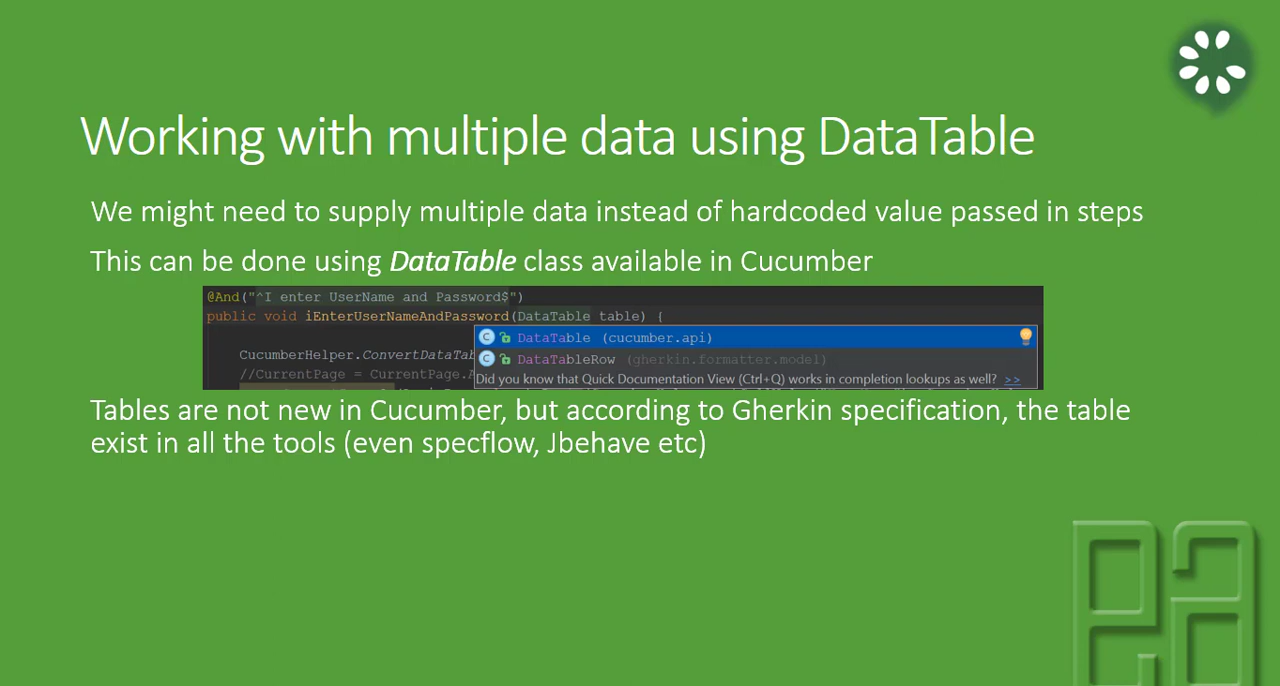 Working with multiple data using DataTable
We might need to supply multiple data instead of hardcoded value passed in steps
This can be done using DataTable class available in Cucumber
@And("^I enter UserName and Password$")
public void iEnterUserNameAndPassword(DataTable table) {
DataTable (cucumber.api)
CucumberHelper.ConvertDataTab
DataTableRow (gherkin.formatter.model)
//CurrentPage = CurrentPage.A
Did you know that Quick Documentation View (Ctrl+Q) works in completion lookups as well? >>
Tables are not new in Cucumber, but according to Gherkin specification, the table
exist in all the tools (even specflow, Jbehave etc)